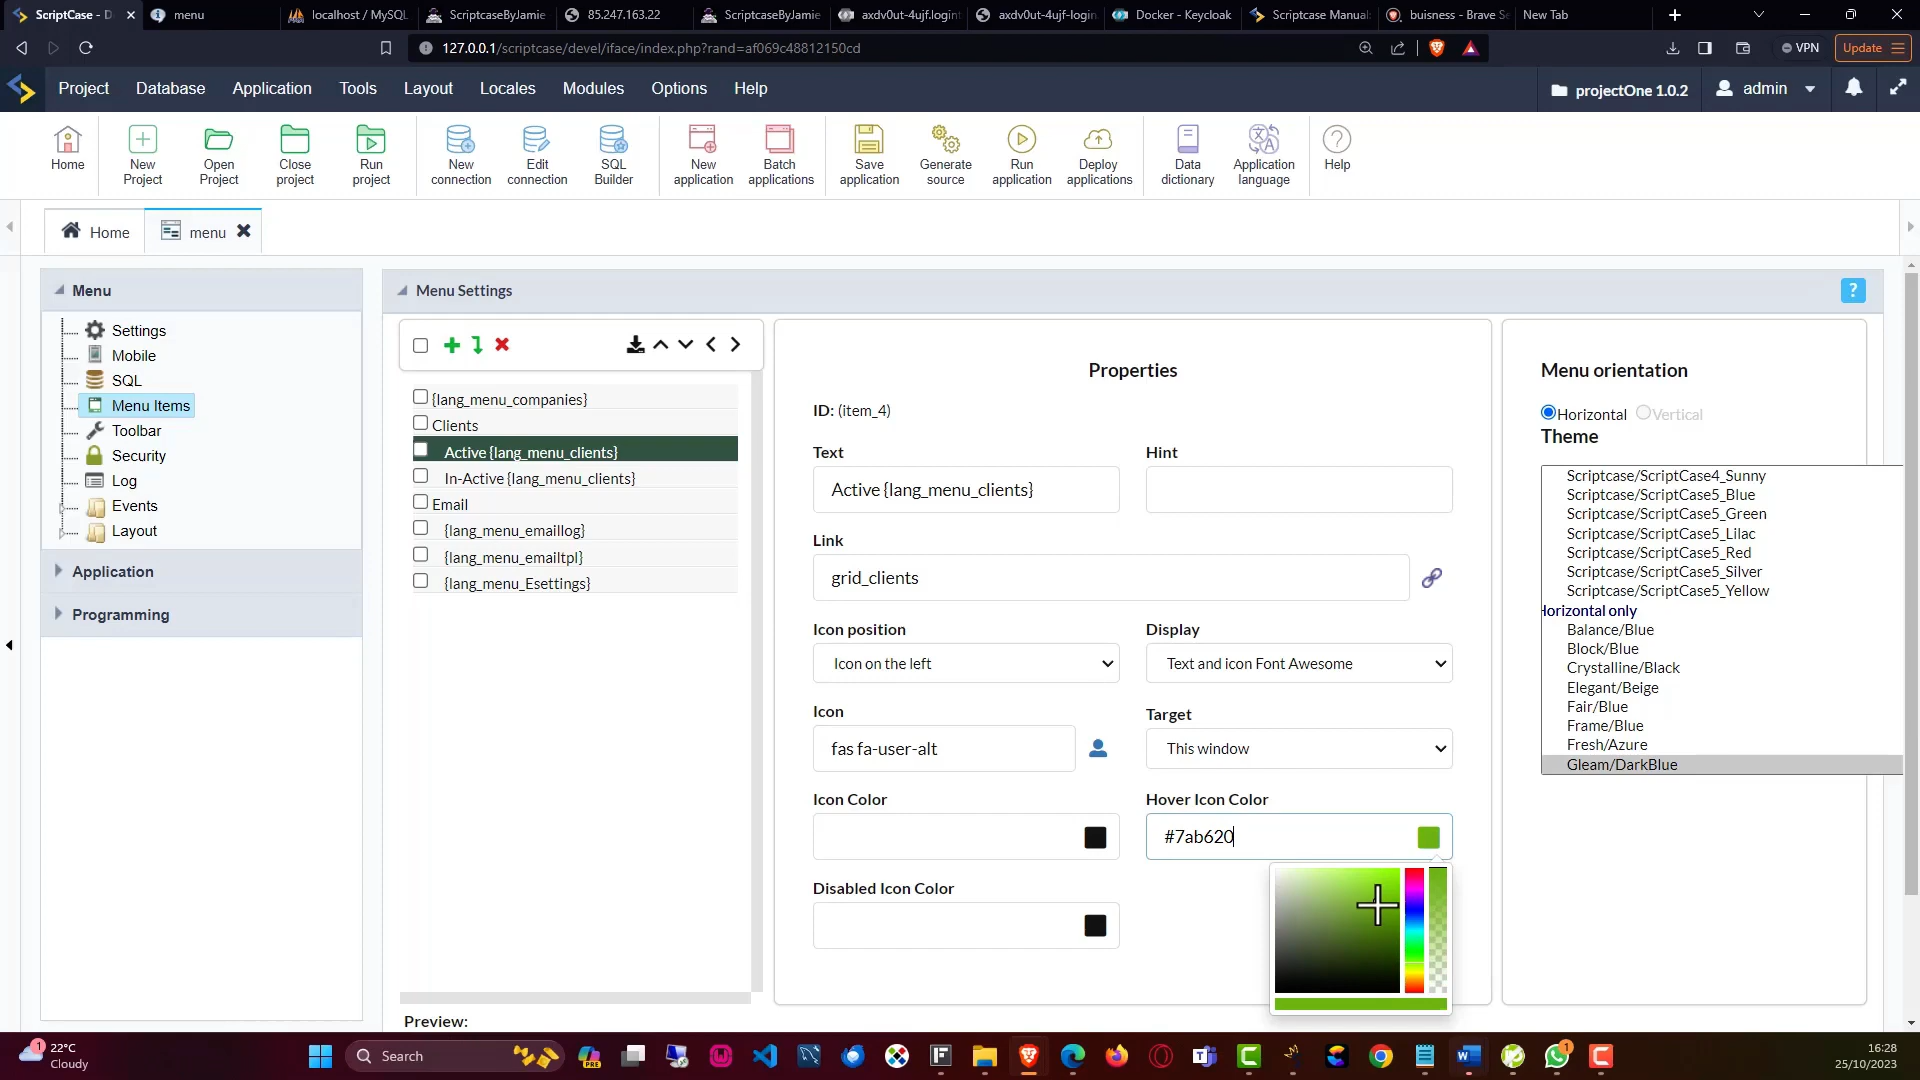 ScriptCase - D
menu
localhost / MySQL
ScriptcaseByJamie
85.247.163.22
ScriptcaseByJamie
axdv0ut-4ujf.logint
axdv0ut-4ujf-login.
Docker - Keycloak
Scriptcase Manual:
buisness - Brave Se
New Tab
127.0.0.1/scriptcase/devel/iface/index.php?rand=af069c48812150cd
VPN
Update
Project
Database
Application
Tools
Layout
Locales
Modules
Options
Help
projectOne 1.0.2
admin
Home
New Project
Open Project
Close project
Run project
New connection
Edit connection
SQL Builder
New application
Batch applications
Save application
Generate source
Run application
Deploy applications
Data dictionary
Application language
Help
Home
menu
Menu
Settings
Mobile
SQL
Menu Items
Toolbar
Security
Log
Events
Layout
Application
Programming
Menu Settings
?
{lang_menu_companies}
Clients
Active {lang_menu_clients}
In-Active {lang_menu_clients}
Email
{lang_menu_emaillog}
{lang_menu_emailtpl}
{lang_menu_Esettings}
Preview:
Properties
ID: (item_4)
Text
Hint
Active {lang_menu_clients}
Link
grid_clients
Icon position
Display
Icon on the left
Text and icon Font Awesome
Icon
Target
fas fa-user-alt
This window
Icon Color
Hover Icon Color
#7ab620
Disabled Icon Color
Menu orientation
Horizontal
Vertical
Theme
Scriptcase/ScriptCase4_Sunny
Scriptcase/ScriptCase5_Blue
Scriptcase/ScriptCase5_Green
Scriptcase/ScriptCase5_Lilac
Scriptcase/ScriptCase5_Red
Scriptcase/ScriptCase5_Silver
Scriptcase/ScriptCase5_Yellow
Horizontal only
Balance/Blue
Block/Blue
Crystalline/Black
Elegant/Beige
Fair/Blue
Frame/Blue
Fresh/Azure
Gleam/DarkBlue
1
22°C
Cloudy
Search
PRE
1
16:28
25/10/2023